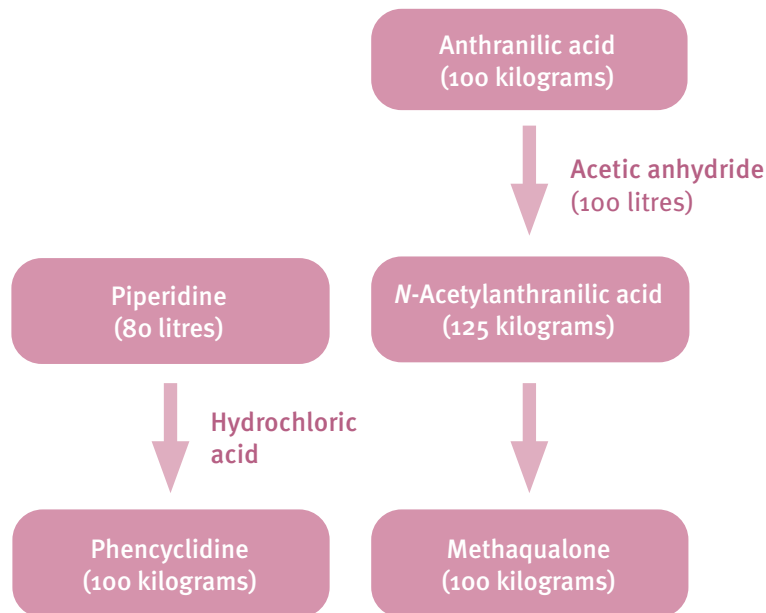 Anthranilic acid
(100 kilograms)
Acetic anhydride
(100 litres)
Piperidine
(80 litres)
N-Acetylanthranilic acid
(125 kilograms)
Hydrochloric
acid
Phencyclidine
(100 kilograms)
Methaqualone
(100 kilograms)